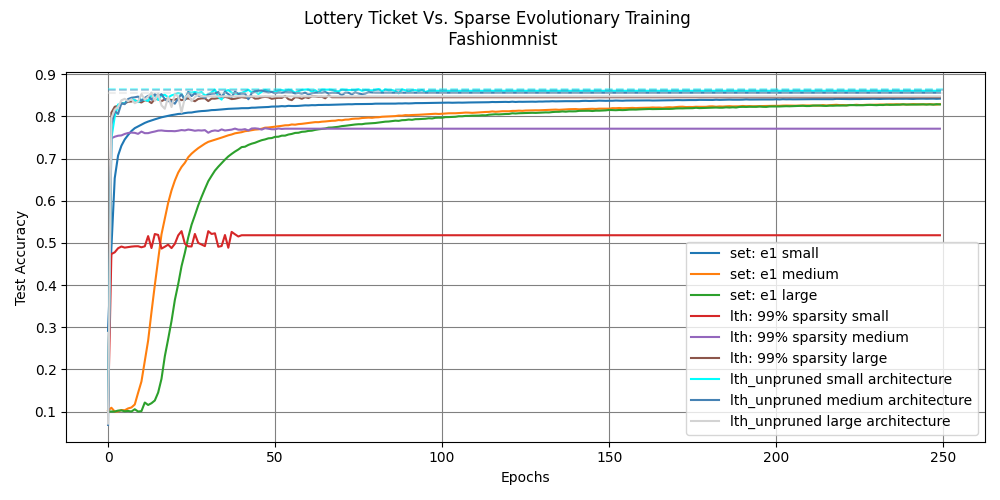 Lottery Ticket Vs. Sparse Evolutionary Training
Fashionmnist
0.9
0.8
0.7
0.6
0.5
0.4
0.3
0.2
0.1
Test Accuracy
set: e1 small
set: e1 medium
set: e1 large
lth: 99% sparsity small
lth: 99% sparsity medium
lth: 99% sparsity large
lth_unpruned small architecture
lth_unpruned medium architecture
lth_unpruned large architecture
0 50 100 150 200 250
Epochs